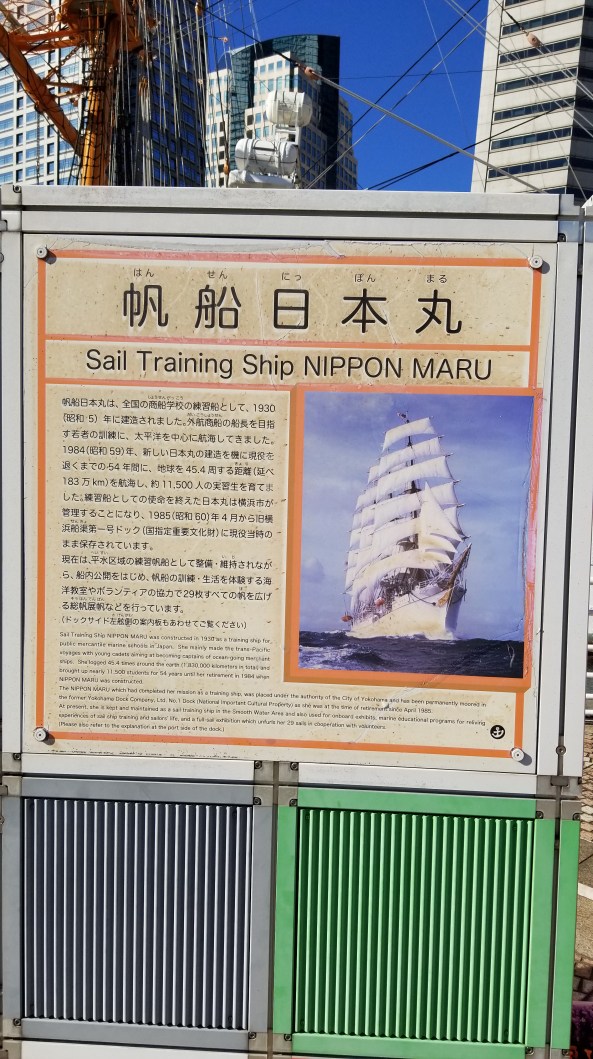 はん せん にっ ぽん まる
帆船日本丸
Sail Training Ship NIPPON MARU
帆船日本丸は、全国の商船学校の練習船として、1930
(昭和5)年に建造されました。外航商船の船長を目指
す若者の訓練に、太平洋を中心に航海してきました。
1984(昭和59)年、新しい日本丸の建造を機に現役を
退くまでの54年間に、地球を45.4周する距離(延べ
183万km)を航海し、約11,500人の実習生を育てま
した。練習船としての使命を終えた日本丸は横浜市が
管理することになり、1985(昭和60)年4月から旧横
浜船渠第一号ドック(国指定重要文化財)に現役当時の
まま保存されています。
現在は、平水区域の練習帆船として整備・維持されなが
ら、船内公開をはじめ、帆船の訓練・生活を体験する海
洋教室やボランティアの協力で29枚すべての帆を広げ
る総帆展帆などを行っています。
(ドックサイド左舷側の案内板もあわせてご覧ください)
Sail Training Ship NIPPON MARU was constructed in 1930 as a training ship for
public mercantile marine schools in Japan. She mainly made the trans-Pacific
voyages with young cadets aiming at becoming captains of ocean-going merchant
ships. She logged 45.4 times around the earth (1,830,000 kilometers in total) and
brought up nearly 11,500 students for 54 years until her retirement in 1984 when
NIPPON MARU was constructed.
The NIPPON MARU which had completed her mission as a training ship, was placed under the authority of the City of Yokohama and has been permanently moored in
the former Yokohama Dock Company, Ltd. No.1 Dock (National Important Cultural Property) as she was at the time of retirement since April 1985.
At present, she is kept and maintained as a sail training ship in the Smooth Water Area and also used for onboard exhibits, marine educational programs for reliving
experiences of sail ship training and sailors' life, and a full-sail exhibition which unfurls her 29 sails in cooperation with volunteers.
(Please also refer to the explanation at the port side of the dock.)